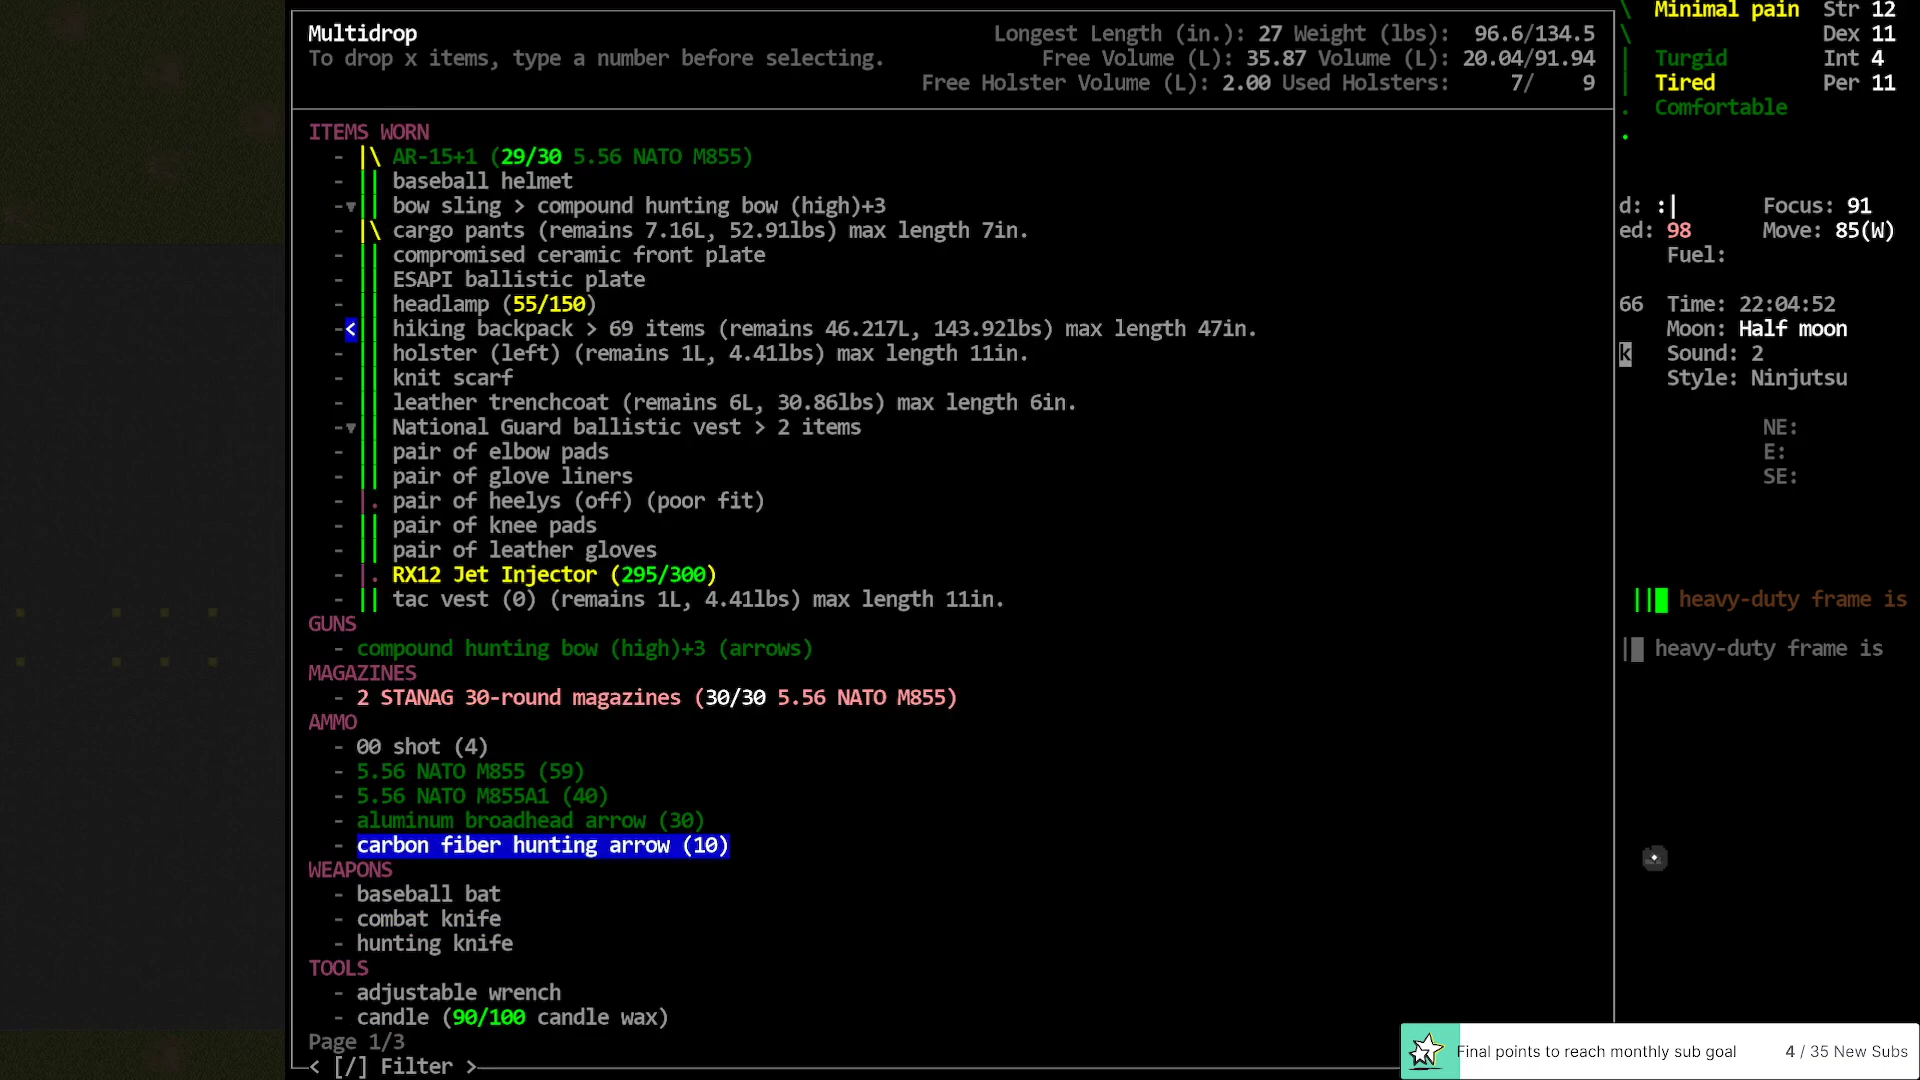 Multidrop
To drop x items, type a number before selecting.
Longest Length (in.): 27 Weight (lbs): 96.6/134.5
Free Volume (L): 35.87 Volume (L): 20.04/91.94
Free Holster Volume (L): 2.00 Used Holsters: 7/ 9
ITEMS WORN
- |\ AR-15+1 (29/30 5.56 NATO M855)
- || baseball helmet
-▼|| bow sling > compound hunting bow (high)+3
- |\ cargo pants (remains 7.16L, 52.91lbs) max length 7in.
- || compromised ceramic front plate
- || ESAPI ballistic plate
- || headlamp (55/150)
-<|| hiking backpack > 69 items (remains 46.217L, 143.92lbs) max length 47in.
- || holster (left) (remains 1L, 4.41lbs) max length 11in.
- || knit scarf
- || leather trenchcoat (remains 6L, 30.86lbs) max length 6in.
-▼|| National Guard ballistic vest > 2 items
- || pair of elbow pads
- || pair of glove liners
- |. pair of heelys (off) (poor fit)
- || pair of knee pads
- || pair of leather gloves
- |. RX12 Jet Injector (295/300)
- || tac vest (0) (remains 1L, 4.41lbs) max length 11in.
GUNS
- compound hunting bow (high)+3 (arrows)
MAGAZINES
- 2 STANAG 30-round magazines (30/30 5.56 NATO M855)
AMMO
- 00 shot (4)
- 5.56 NATO M855 (59)
- 5.56 NATO M855A1 (40)
- aluminum broadhead arrow (30)
- carbon fiber hunting arrow (10)
WEAPONS
- baseball bat
- combat knife
- hunting knife
TOOLS
- adjustable wrench
- candle (90/100 candle wax)
Page 1/3
< [/] Filter >
\ Minimal pain Str 12
\ Dex 11
| Turgid Int 4
| Tired Per 11
. Comfortable
.
d: :| Focus: 91
ed: 98 Move: 85(W)
Fuel:
66 Time: 22:04:52
Moon: Half moon
k Sound: 2
Style: Ninjutsu
NE:
E:
SE:
|| heavy-duty frame is
| heavy-duty frame is
Final points to reach monthly sub goal 4 / 35 New Subs